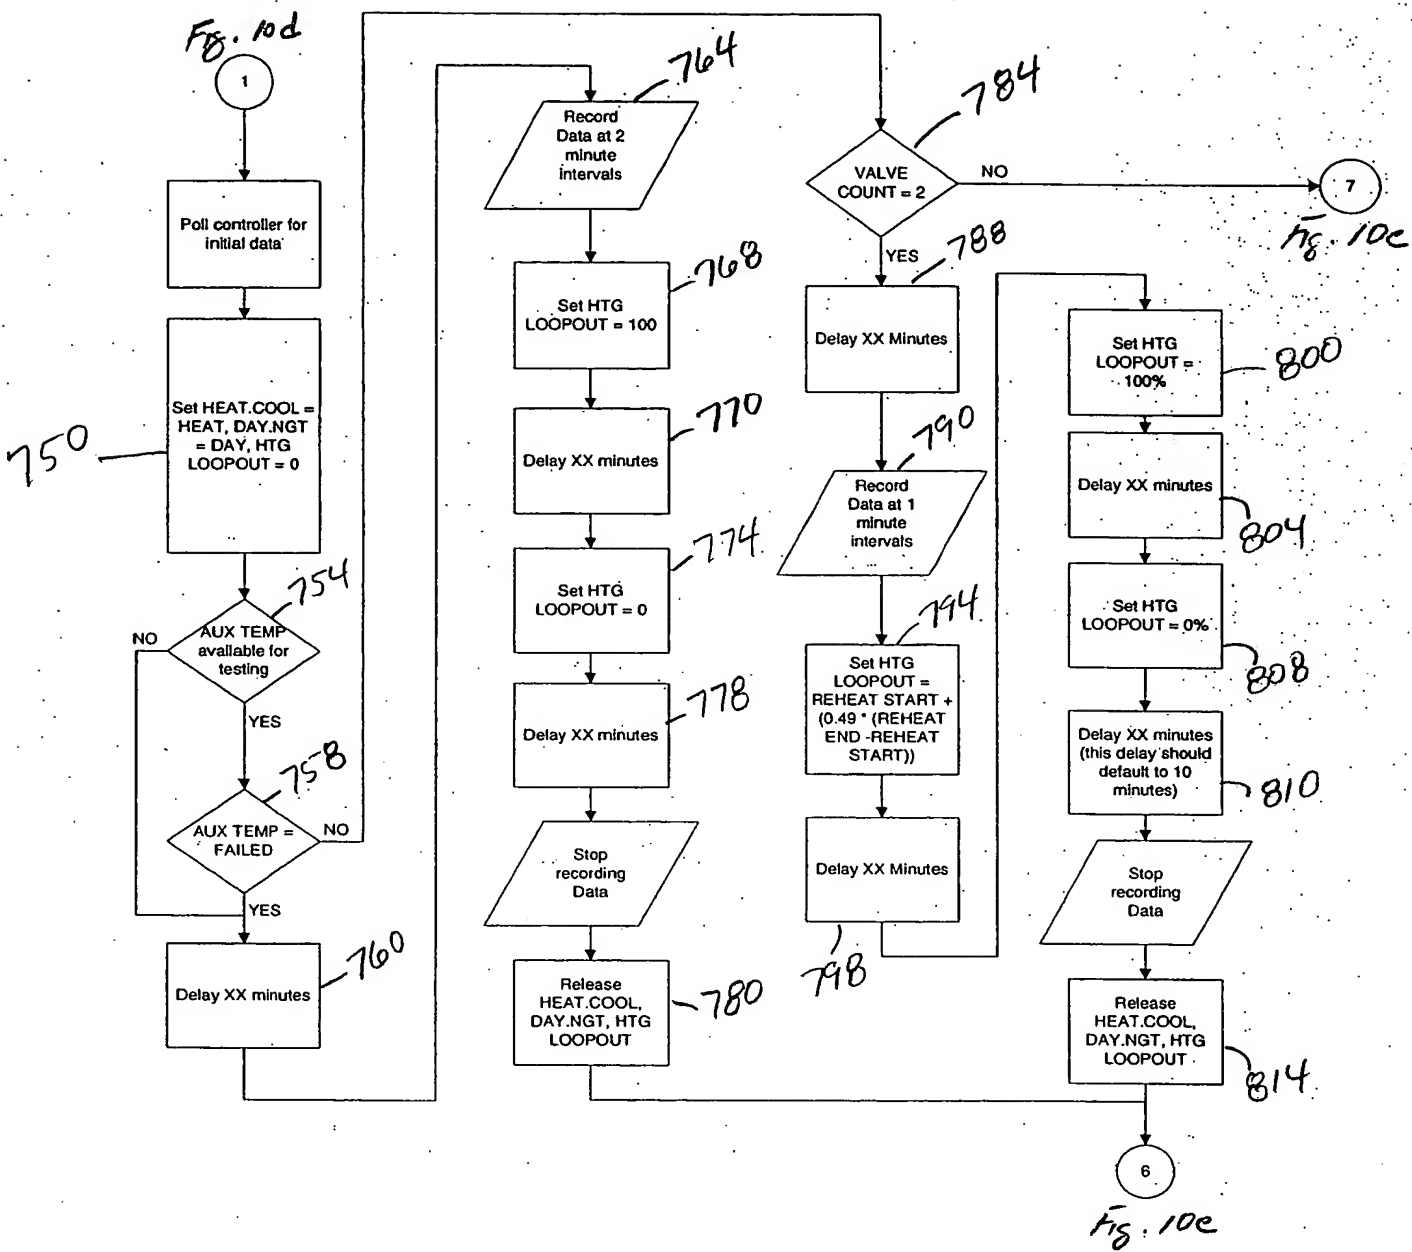 Fig. 10d
1
Poll controller for
initial data
Set HEAT.COOL =
HEAT, DAY.NGT
= DAY, HTG
LOOPOUT = 0
750
AUX TEMP
available for
testing
754
NO
YES
AUX TEMP =
FAILED
758
NO
YES
Delay XX minutes
760
Record
Data at 2
minute
intervals
764
Set HTG
LOOPOUT = 100
768
Delay XX minutes
770
Set HTG
LOOPOUT = 0
774
Delay XX minutes
778
Stop
recording
Data
Release
HEAT.COOL,
DAY.NGT, HTG
LOOPOUT
780
VALVE
COUNT = 2
784
NO
7
Fig. 10e
YES
Delay XX Minutes
788
Record
Data at 1
minute
intervals
790
Set HTG
LOOPOUT =
REHEAT START +
(0.49 * (REHEAT
END -REHEAT
START))
794
Delay XX Minutes
798
Set HTG
LOOPOUT =
100%
800
Delay XX minutes
804
Set HTG
LOOPOUT = 0%
808
Delay XX minutes
(this delay should
default to 10
minutes)
810
Stop
recording
Data
Release
HEAT.COOL,
DAY.NGT, HTG
LOOPOUT
814
6
Fig. 10e